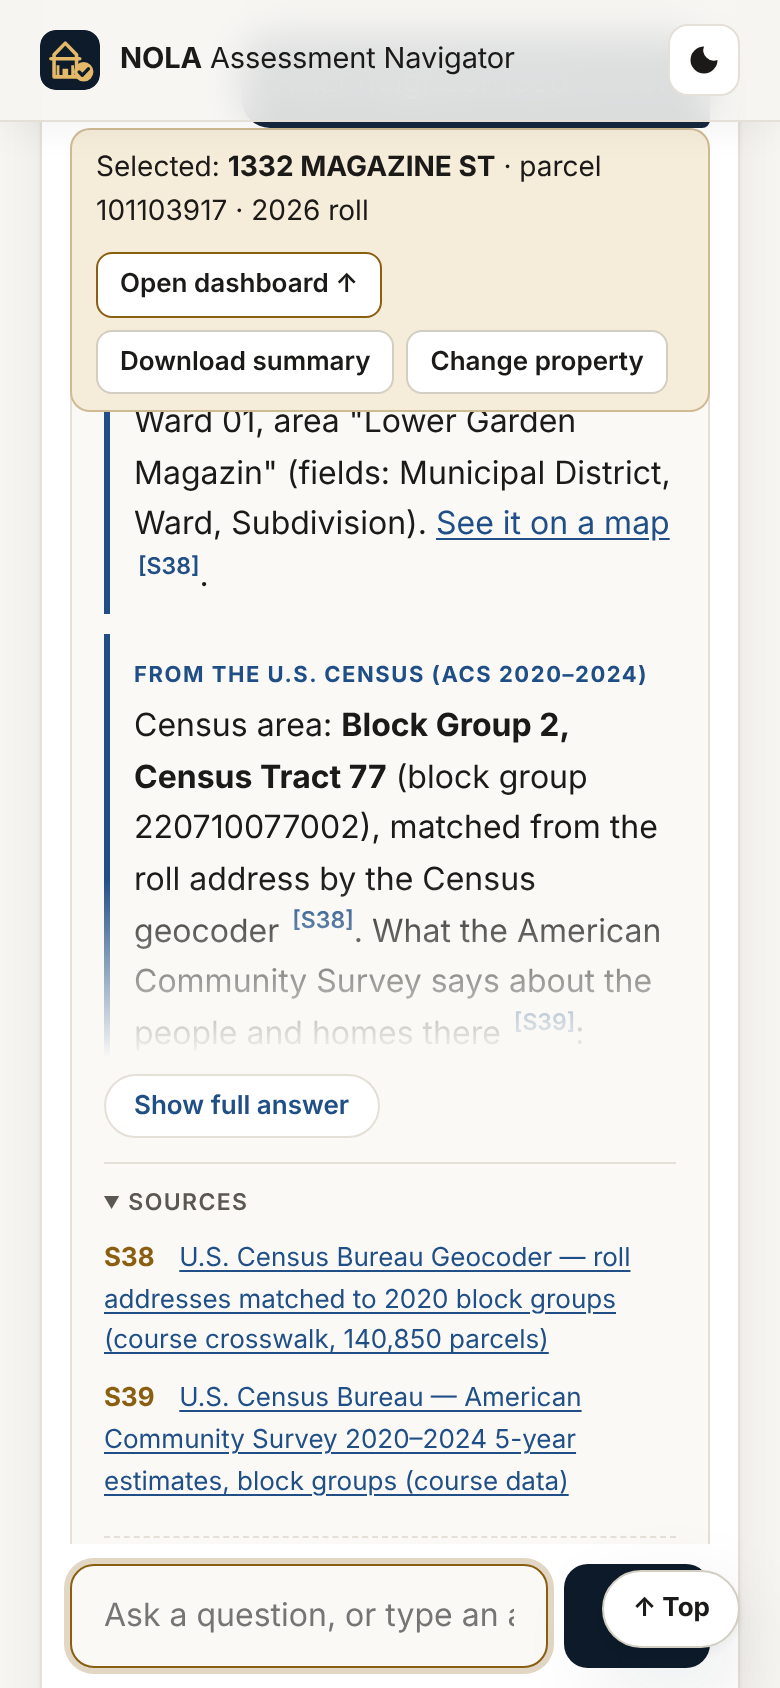 NOLA Assessment Navigator
Selected: 1332 MAGAZINE ST · parcel
101103917 · 2026 roll
Open dashboard ↑
Download summary
Change property
Ward 01, area "Lower Garden
Magazin" (fields: Municipal District,
Ward, Subdivision). See it on a map
[S38].
FROM THE U.S. CENSUS (ACS 2020–2024)
Census area: Block Group 2,
Census Tract 77 (block group
220710077002), matched from the
roll address by the Census
geocoder [S38]. What the American
Community Survey says about the
people and homes there [S39]:
Show full answer
▼ SOURCES
S38 U.S. Census Bureau Geocoder — roll
addresses matched to 2020 block groups
(course crosswalk, 140,850 parcels)
S39 U.S. Census Bureau — American
Community Survey 2020–2024 5-year
estimates, block groups (course data)
Ask a question, or type an
↑ Top